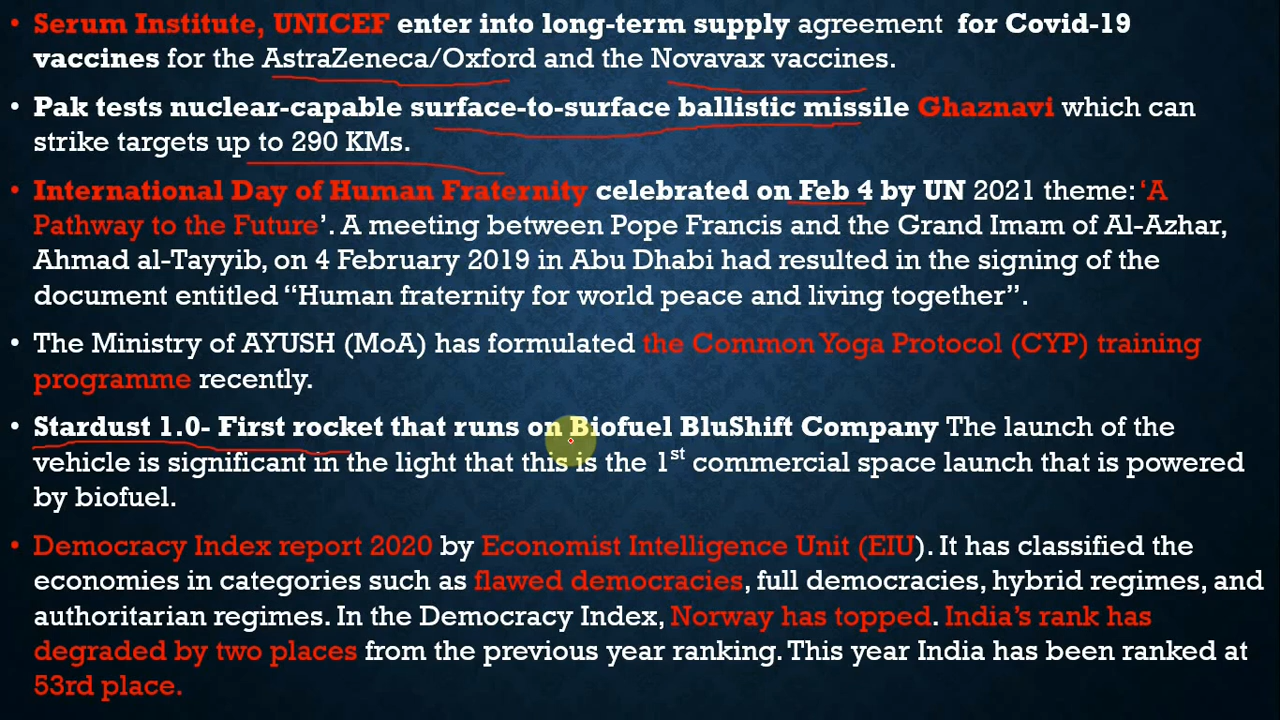 • Serum Institute, UNICEF enter into long-term supply agreement for Covid-19
vaccines for the AstraZeneca/Oxford and the Novavax vaccines.
• Pak tests nuclear-capable surface-to-surface ballistic missile Ghaznavi which can
strike targets up to 290 KMs.
• International Day of Human Fraternity celebrated on Feb 4 by UN 2021 theme: ‘A
Pathway to the Future’. A meeting between Pope Francis and the Grand Imam of Al-Azhar,
Ahmad al-Tayyib, on 4 February 2019 in Abu Dhabi had resulted in the signing of the
document entitled “Human fraternity for world peace and living together”.
• The Ministry of AYUSH (MoA) has formulated the Common Yoga Protocol (CYP) training
programme recently.
• Stardust 1.0- First rocket that runs on Biofuel BluShift Company The launch of the
vehicle is significant in the light that this is the 1st commercial space launch that is powered
by biofuel.
• Democracy Index report 2020 by Economist Intelligence Unit (EIU). It has classified the
economies in categories such as flawed democracies, full democracies, hybrid regimes, and
authoritarian regimes. In the Democracy Index, Norway has topped. India’s rank has
degraded by two places from the previous year ranking. This year India has been ranked at
53rd place.